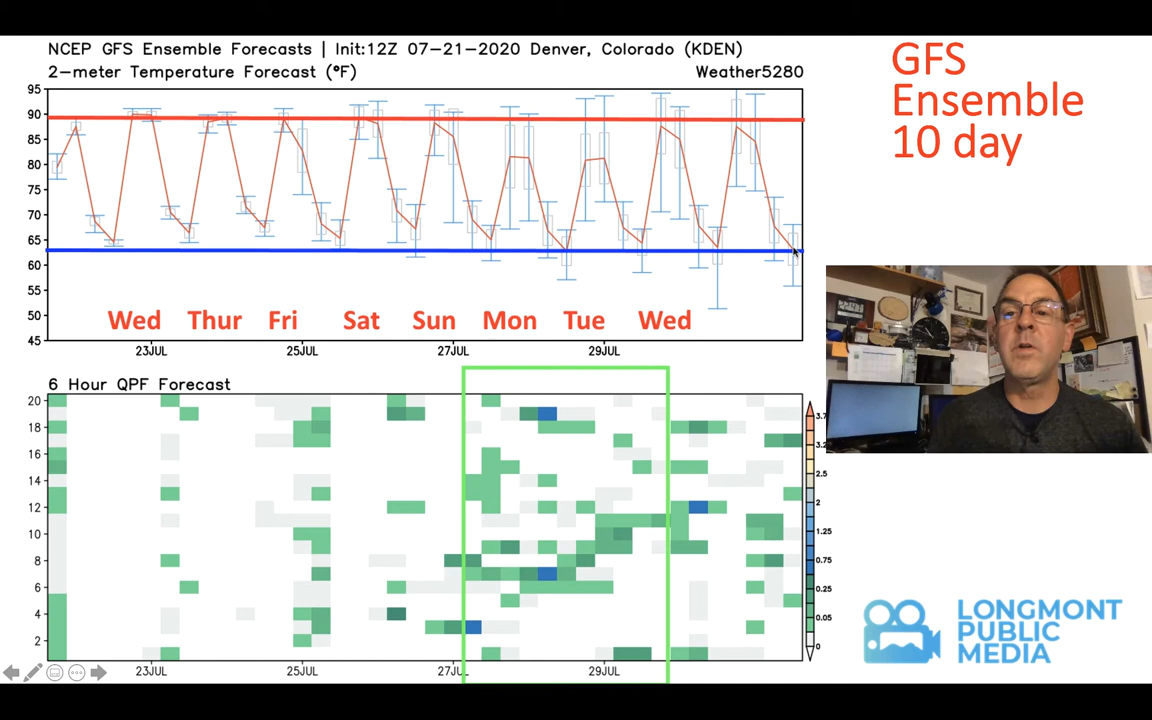 NCEP GFS Ensemble Forecasts | Init:12Z 07-21-2020 Denver, Colorado (KDEN)
2-meter Temperature Forecast (°F)
Weather5280
95
90
85
80
75
70
65
60
55
50
45
Wed Thur Fri Sat Sun Mon Tue Wed
23JUL 25JUL 27JUL 29JUL
6 Hour QPF Forecast
20
18
16
14
12
10
8
6
4
2
23JUL 25JUL 27JUL 29JUL
3.7
3.2
2.5
2
1.25
0.75
0.25
0.05
0
GFS
Ensemble
10 day
LONGMONT
PUBLIC
MEDIA